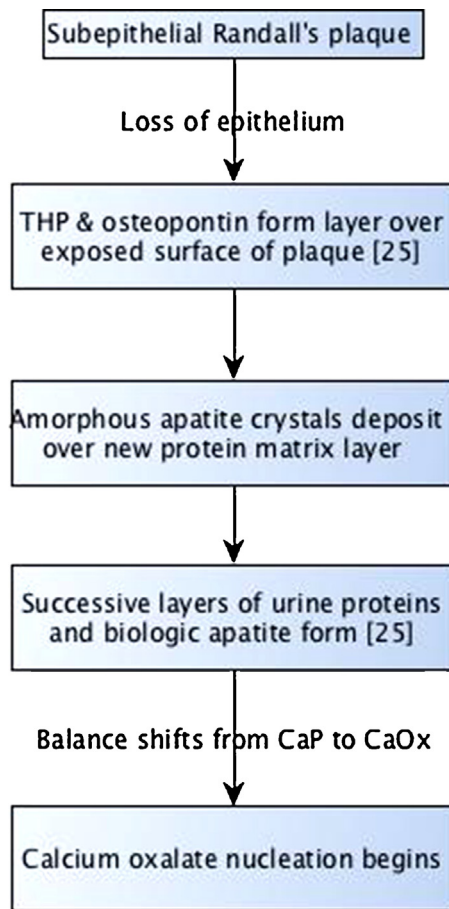 Subepithelial Randall's plaque
Loss of epithelium
THP & osteopontin form layer over
exposed surface of plaque [25]
Amorphous apatite crystals deposit
over new protein matrix layer
Successive layers of urine proteins
and biologic apatite form [25]
Balance shifts from CaP to CaOx
Calcium oxalate nucleation begins